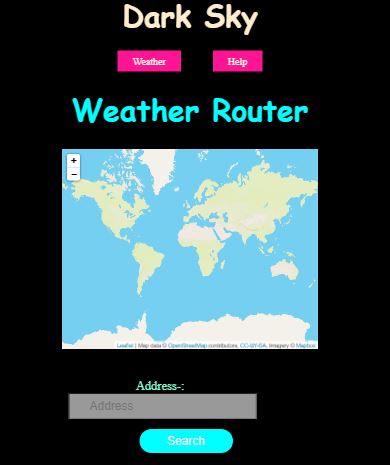 Dark Sky
Weather Help
Weather Router
+
−
Leaflet | Map data © OpenStreetMap contributors, CC-BY-SA, Imagery © Mapbox
Address-:
Address
Search